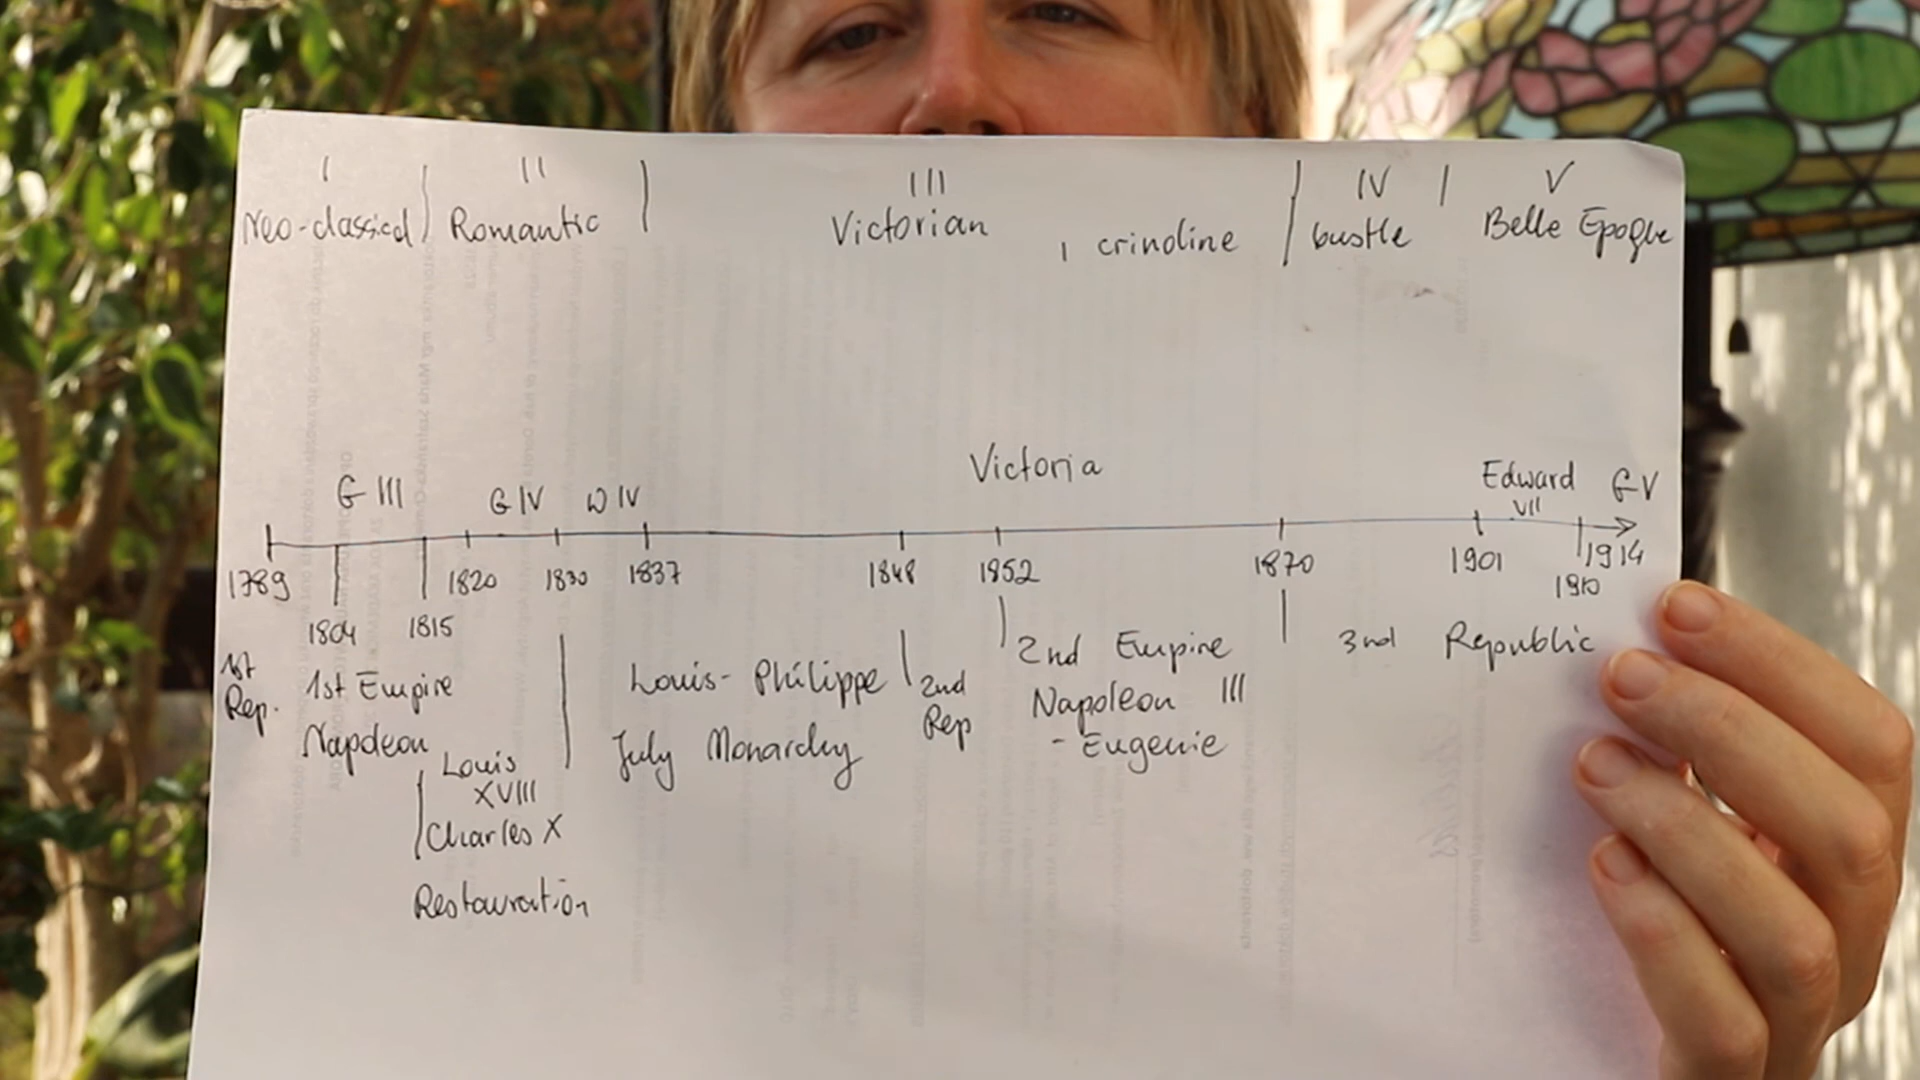 I II III IV V
Neo-classical Romantic Victorian crinoline bustle Belle Epoque
Victoria
G III G IV W IV Edward VII G V
1789 1820 1830 1837 1848 1852 1870 1901 1914
1804 1815 1910
1st Rep.
1st Empire
Napoleon
Louis XVIII
Charles X
Restauration
Louis-Philippe
July Monarchy
2nd Rep
2nd Empire
Napoleon III
- Eugenie
3nd Republic